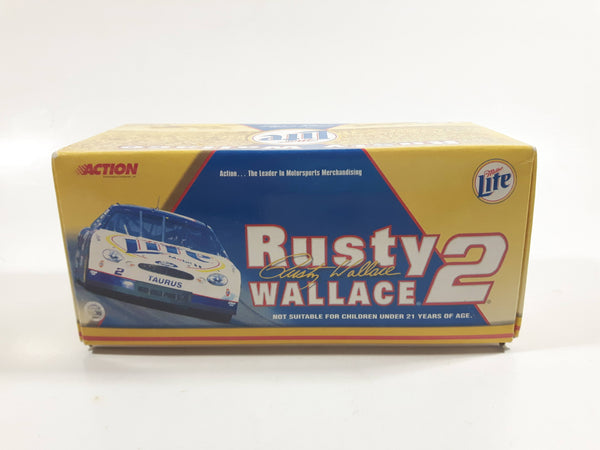 Lite
ACTION
Action... The Leader In Motorsports Merchandising
Miller
Lite
Rusty
Rusty Wallace
WALLACE
2
Lite
2
TAURUS
NOT SUITABLE FOR CHILDREN UNDER 21 YEARS OF AGE.